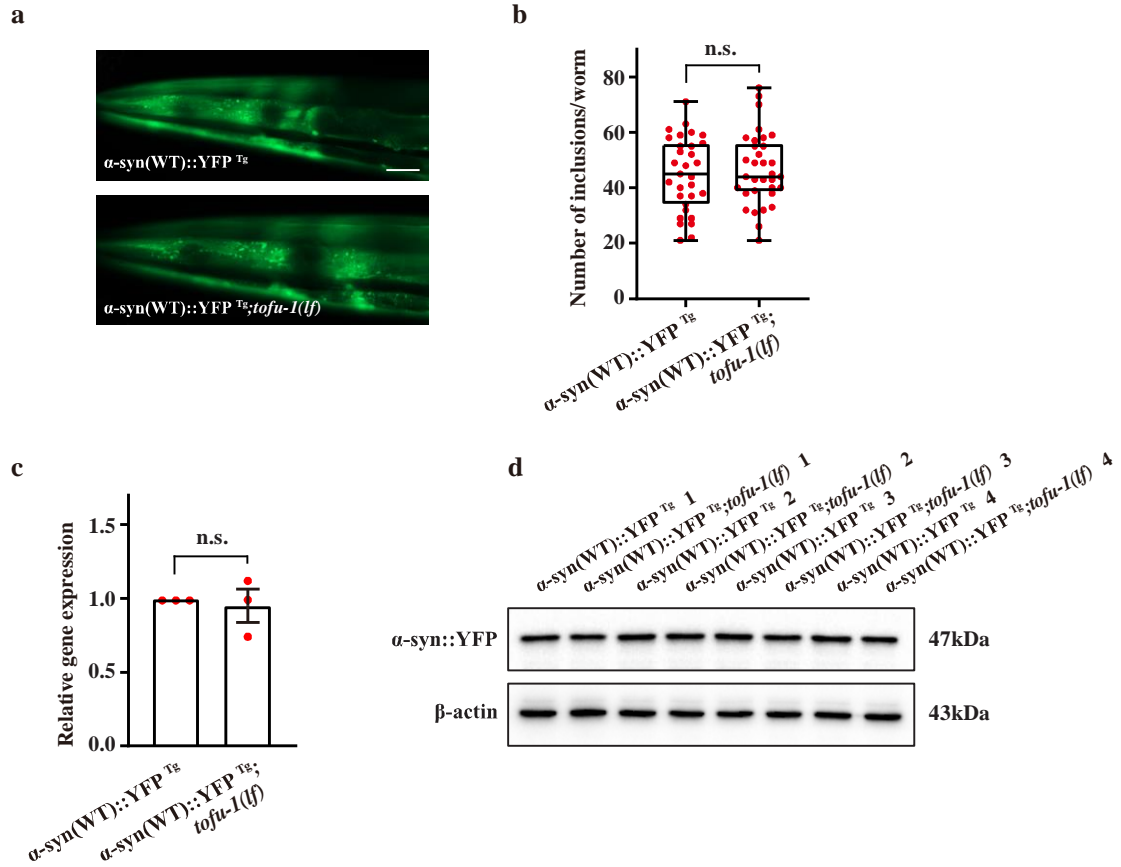 a
α-syn(WT)::YFP Tg
α-syn(WT)::YFP Tg;tofu-1(lf)
b
n.s.
Number of inclusions/worm
80
60
40
20
0
α-syn(WT)::YFP Tg
α-syn(WT)::YFP Tg;
tofu-1(lf)
c
n.s.
Relative gene expression
1.5
1.0
0.5
0.0
α-syn(WT)::YFP Tg
α-syn(WT)::YFP Tg;
tofu-1(lf)
d
α-syn(WT)::YFP Tg 1
α-syn(WT)::YFP Tg;tofu-1(lf) 1
α-syn(WT)::YFP Tg 2
α-syn(WT)::YFP Tg;tofu-1(lf) 2
α-syn(WT)::YFP Tg 3
α-syn(WT)::YFP Tg;tofu-1(lf) 3
α-syn(WT)::YFP Tg 4
α-syn(WT)::YFP Tg;tofu-1(lf) 4
α-syn::YFP
47kDa
β-actin
43kDa